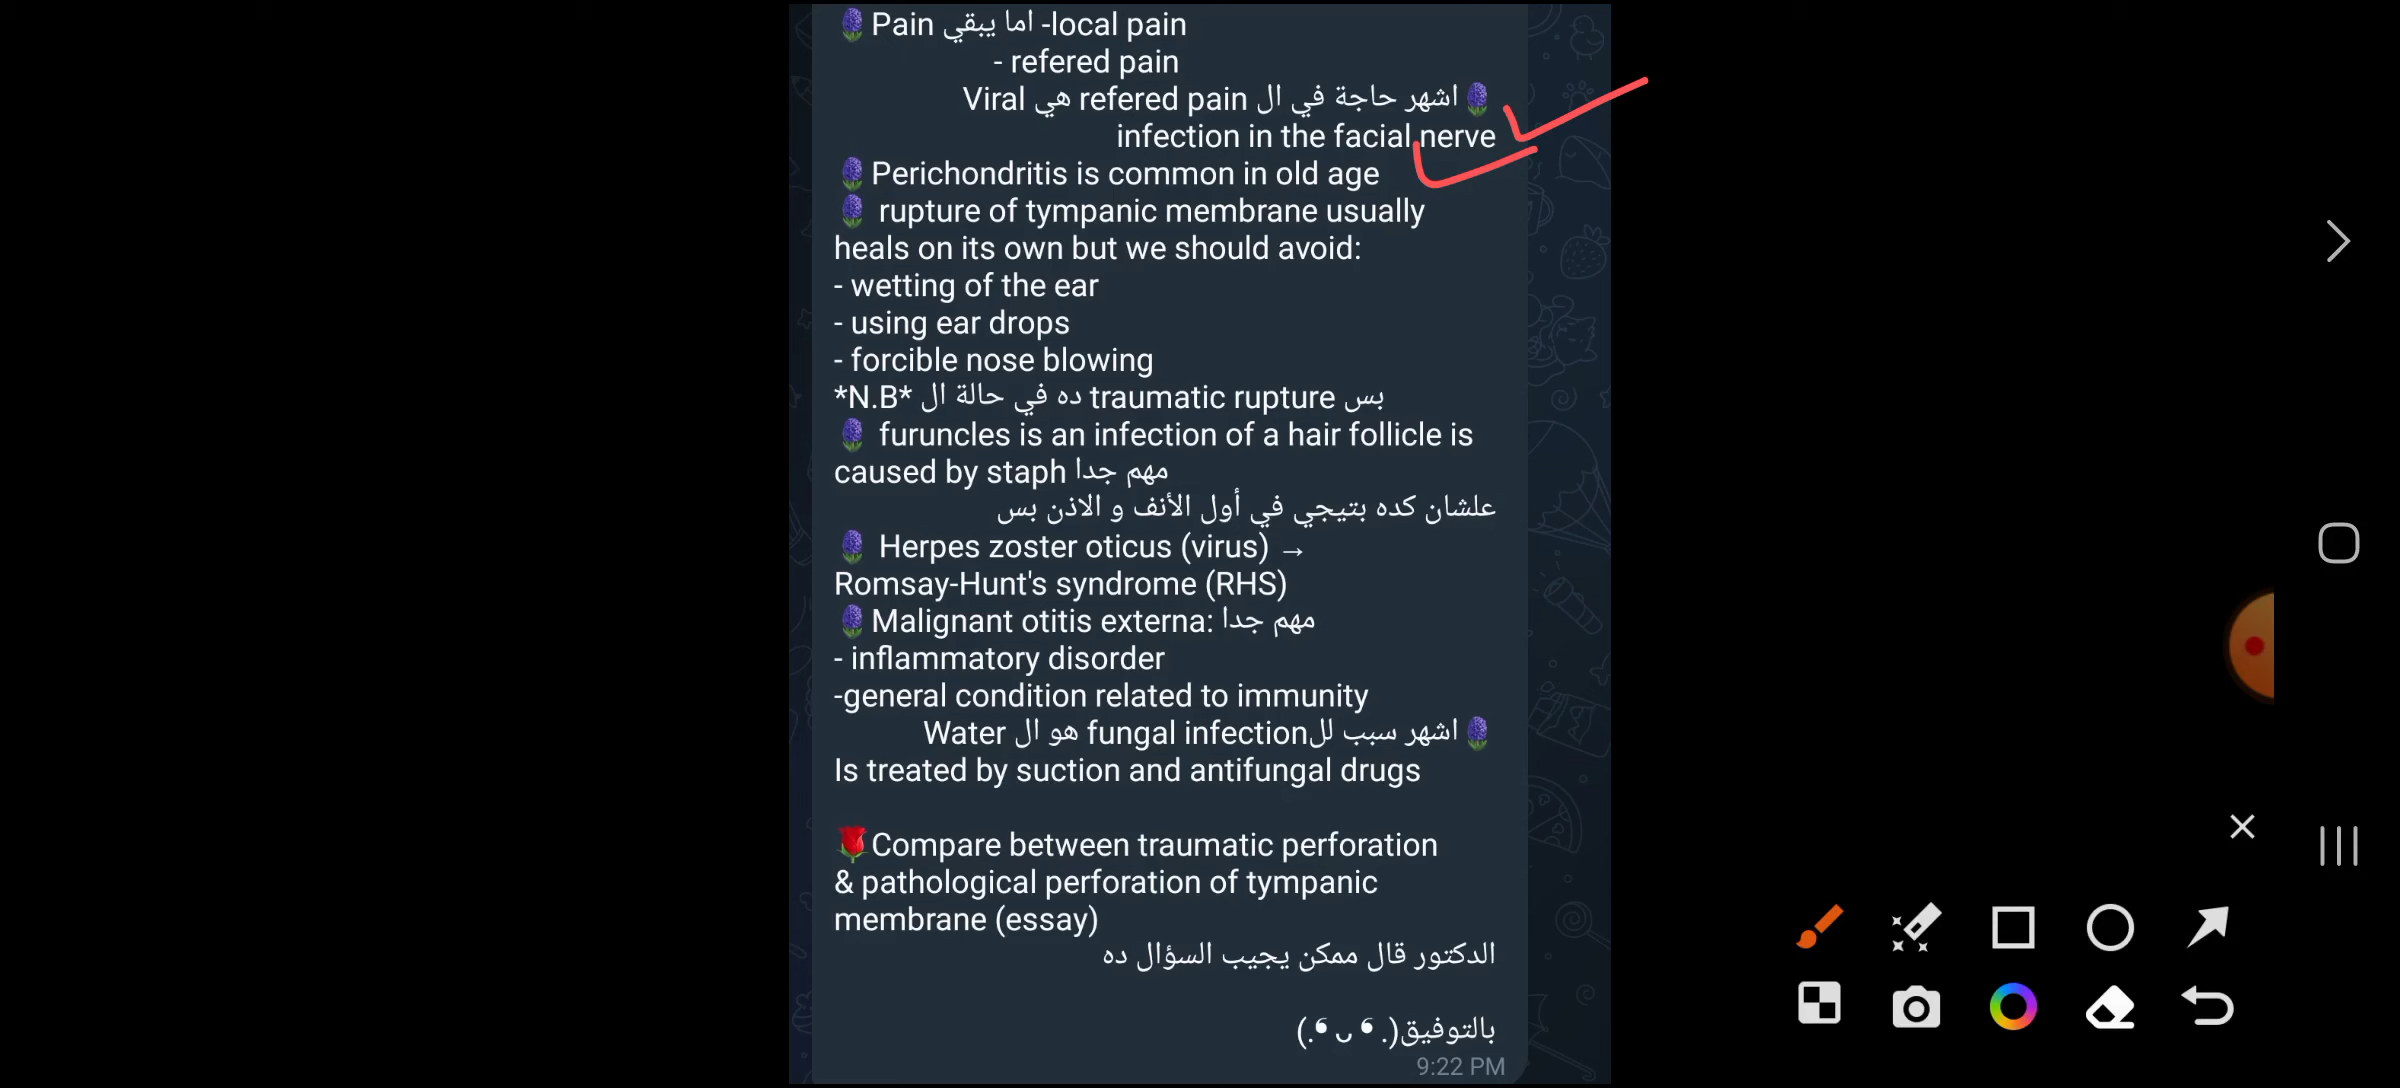 Pain اما يبقي -local pain
- refered pain
اشهر حاجة في ال refered pain هي Viral
infection in the facial nerve
Perichondritis is common in old age
rupture of tympanic membrane usually
heals on its own but we should avoid:
- wetting of the ear
- using ear drops
- forcible nose blowing
*N.B* ده في حالة ال traumatic rupture بس
furuncles is an infection of a hair follicle is
caused by staph مهم جدا
علشان كده بتيجي في أول الأنف و الاذن بس
Herpes zoster oticus (virus) →
Romsay-Hunt's syndrome (RHS)
Malignant otitis externa: مهم جدا
- inflammatory disorder
-general condition related to immunity
اشهر سبب للfungal infection هو ال Water
Is treated by suction and antifungal drugs
Compare between traumatic perforation
& pathological perforation of tympanic
membrane (essay)
الدكتور قال ممكن يجيب السؤال ده
بالتوفيق(.❛ ᴗ ❛.)
9:22 PM